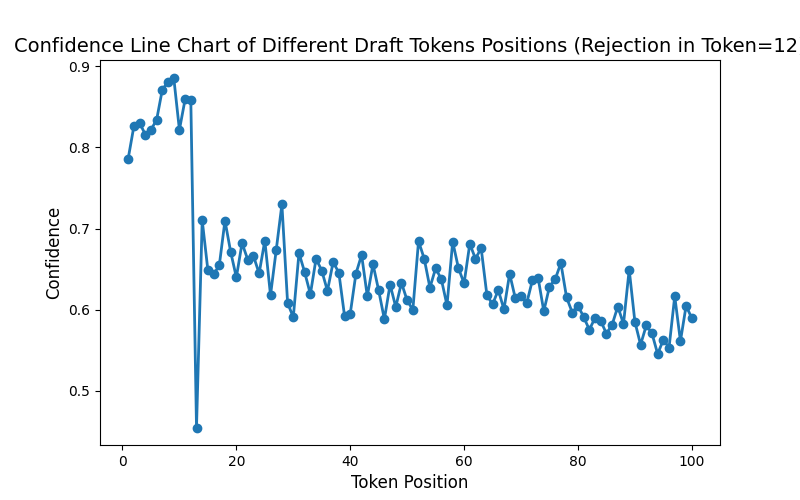 Confidence Line Chart of Different Draft Tokens Positions (Rejection in Token=12
0.9
0.8
0.7
0.6
0.5
Confidence
0 20 40 60 80 100
Token Position